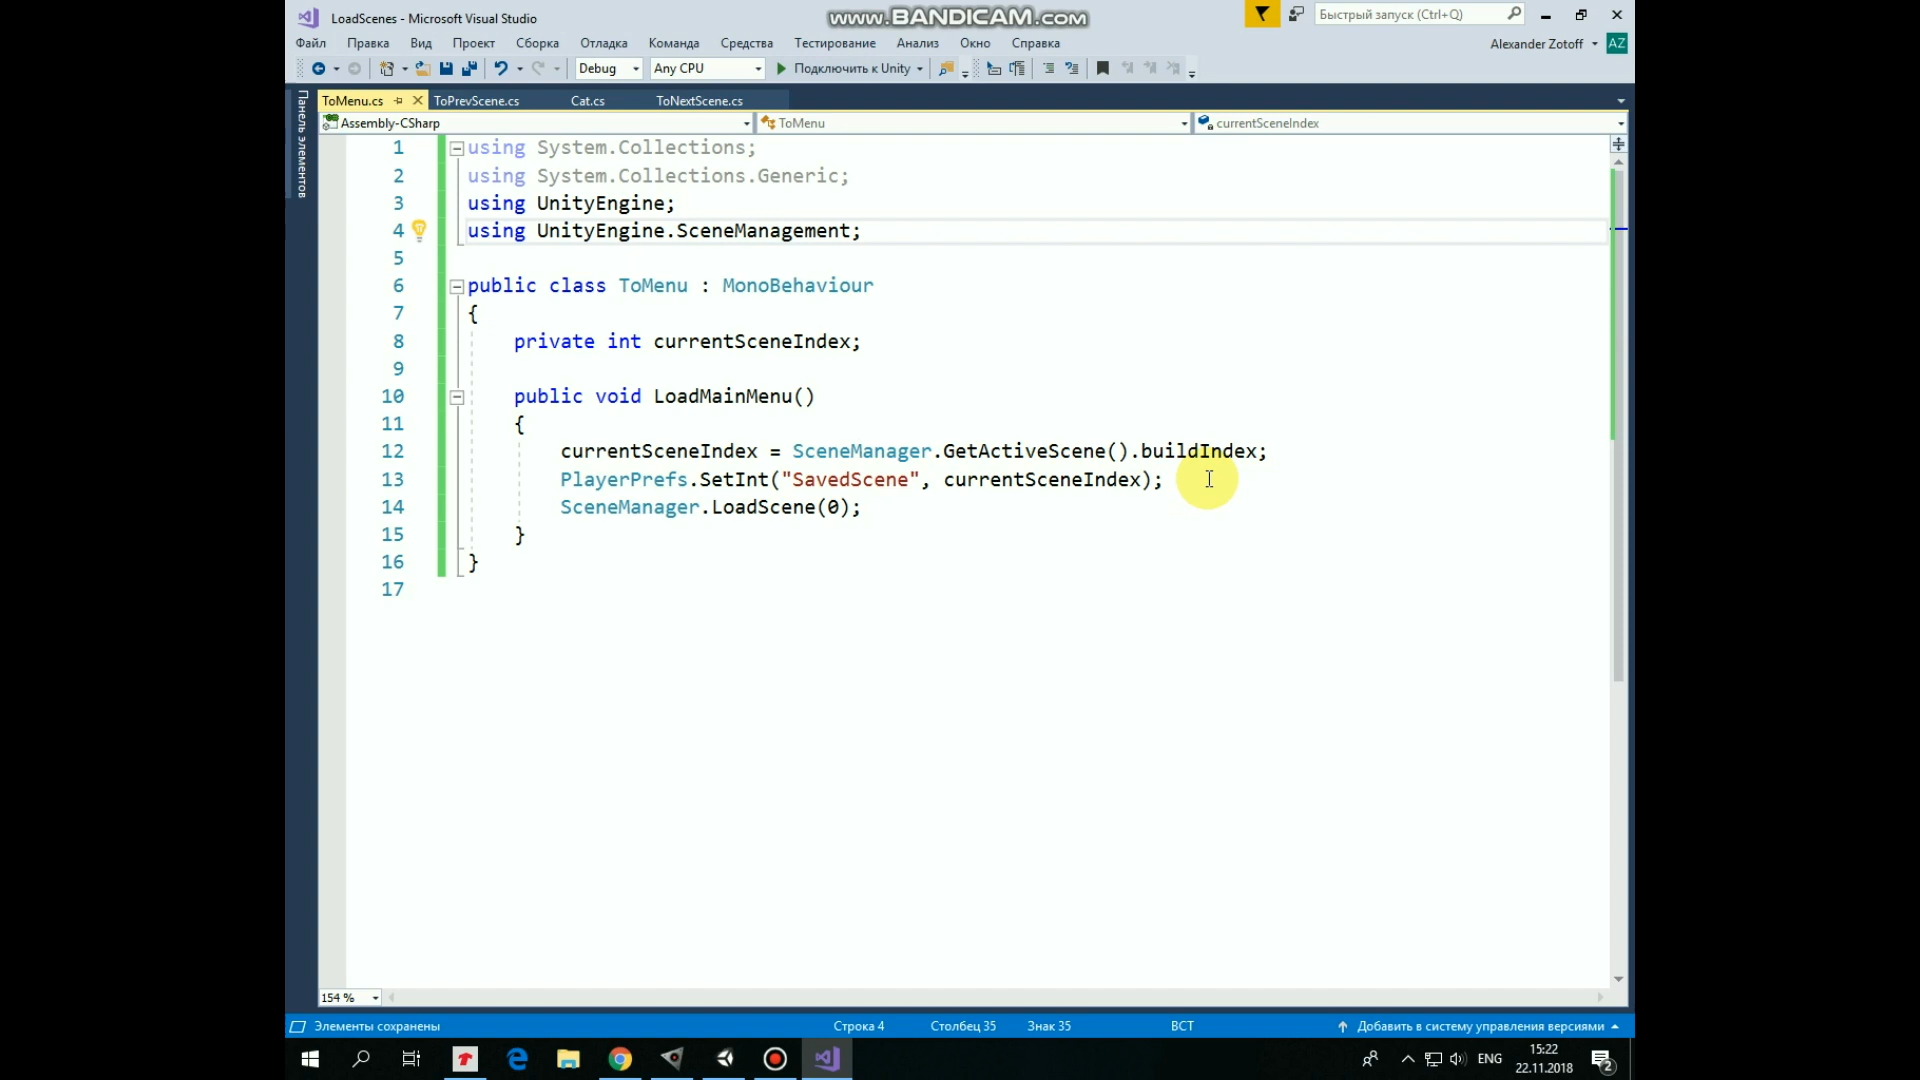 LoadScenes - Microsoft Visual Studio
www.BANDICAM.com
Быстрый запуск (Ctrl+Q)
Файл Правка Вид Проект Сборка Отладка Команда Средства Тестирование Анализ Окно Справка
Alexander Zotoff AZ
Debug Any CPU Подключить к Unity
Панель элементов
ToMenu.cs ToPrevScene.cs Cat.cs ToNextScene.cs
Assembly-CSharp ToMenu currentSceneIndex
1 using System.Collections;
2 using System.Collections.Generic;
3 using UnityEngine;
4 using UnityEngine.SceneManagement;
5
6 public class ToMenu : MonoBehaviour
7 {
8 private int currentSceneIndex;
9
10 public void LoadMainMenu()
11 {
12 currentSceneIndex = SceneManager.GetActiveScene().buildIndex;
13 PlayerPrefs.SetInt("SavedScene", currentSceneIndex);
14 SceneManager.LoadScene(0);
15 }
16 }
17
154 %
Элементы сохранены Строка 4 Столбец 35 Знак 35 ВСТ Добавить в систему управления версиями
ENG 15:22
22.11.2018 2